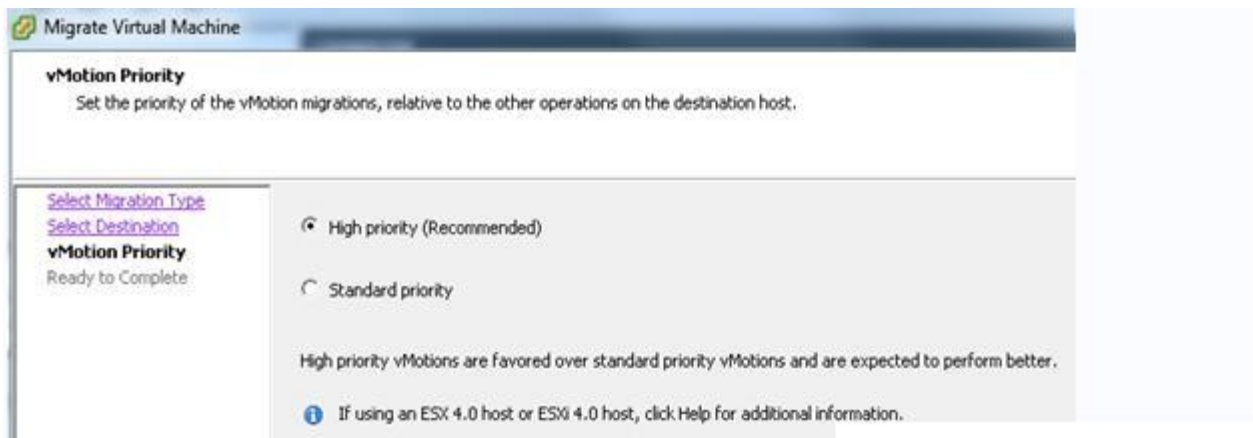 Migrate Virtual Machine
vMotion Priority
Set the priority of the vMotion migrations, relative to the other operations on the destination host.
Select Migration Type
Select Destination
vMotion Priority
Ready to Complete
High priority (Recommended)
Standard priority
High priority vMotions are favored over standard priority vMotions and are expected to perform better.
If using an ESX 4.0 host or ESXi 4.0 host, click Help for additional information.